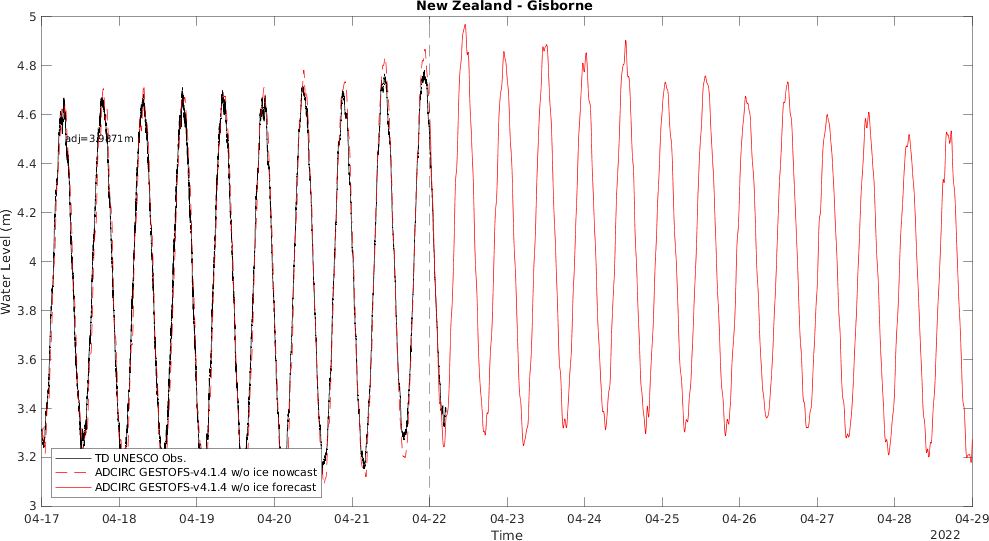 New Zealand - Gisborne
5
4.8
4.6
4.4
4.2
4
3.8
3.6
3.4
3.2
3
Water Level (m)
adj=3.9871m
TD UNESCO Obs.
ADCIRC GESTOFS-v4.1.4 w/o ice nowcast
ADCIRC GESTOFS-v4.1.4 w/o ice forecast
04-17 04-18 04-19 04-20 04-21 04-22 04-23 04-24 04-25 04-26 04-27 04-28 04-29
Time
2022